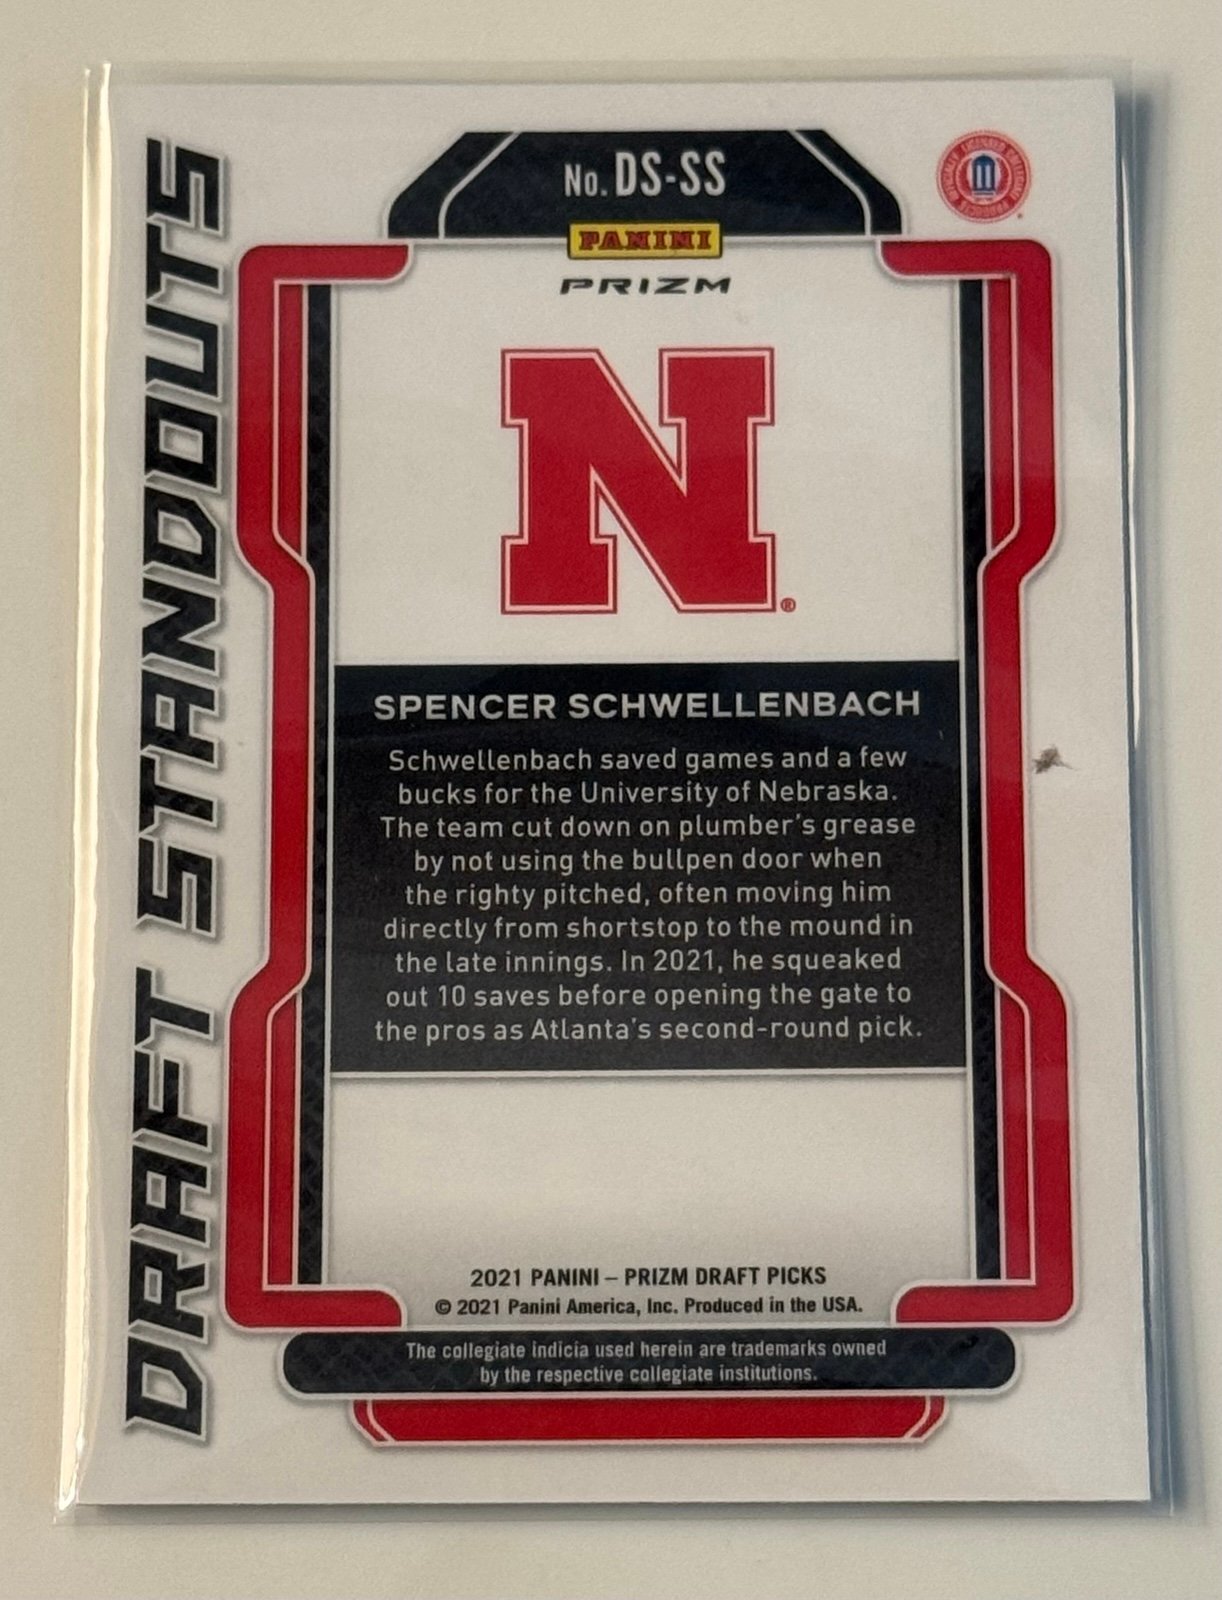 No. DS-SS
OFFICIALLY LICENSED COLLEGIATE PRODUCTS
PANINI
PRIZM
N
®
DRAFT STANDOUTS
SPENCER SCHWELLENBACH
Schwellenbach saved games and a few
bucks for the University of Nebraska.
The team cut down on plumber's grease
by not using the bullpen door when
the righty pitched, often moving him
directly from shortstop to the mound in
the late innings. In 2021, he squeaked
out 10 saves before opening the gate to
the pros as Atlanta's second-round pick.
2021 PANINI – PRIZM DRAFT PICKS
© 2021 Panini America, Inc. Produced in the USA.
The collegiate indicia used herein are trademarks owned
by the respective collegiate institutions.